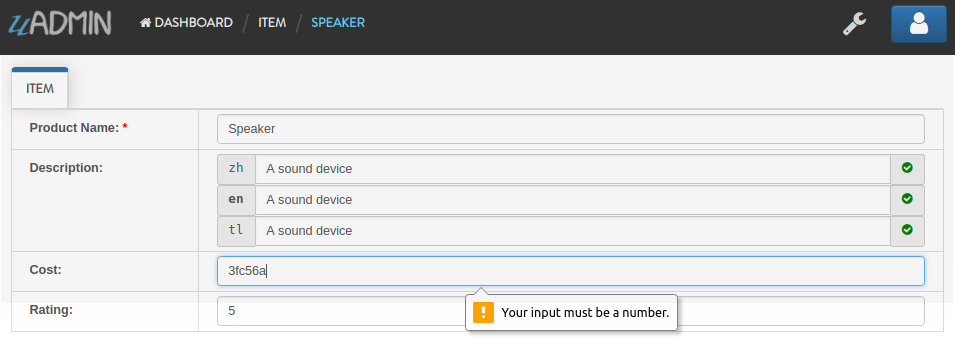 uADMIN DASHBOARD / ITEM / SPEAKER
ITEM
Product Name: * Speaker
Description: zh A sound device
en A sound device
tl A sound device
Cost: 3fc56a
Your input must be a number.
Rating: 5